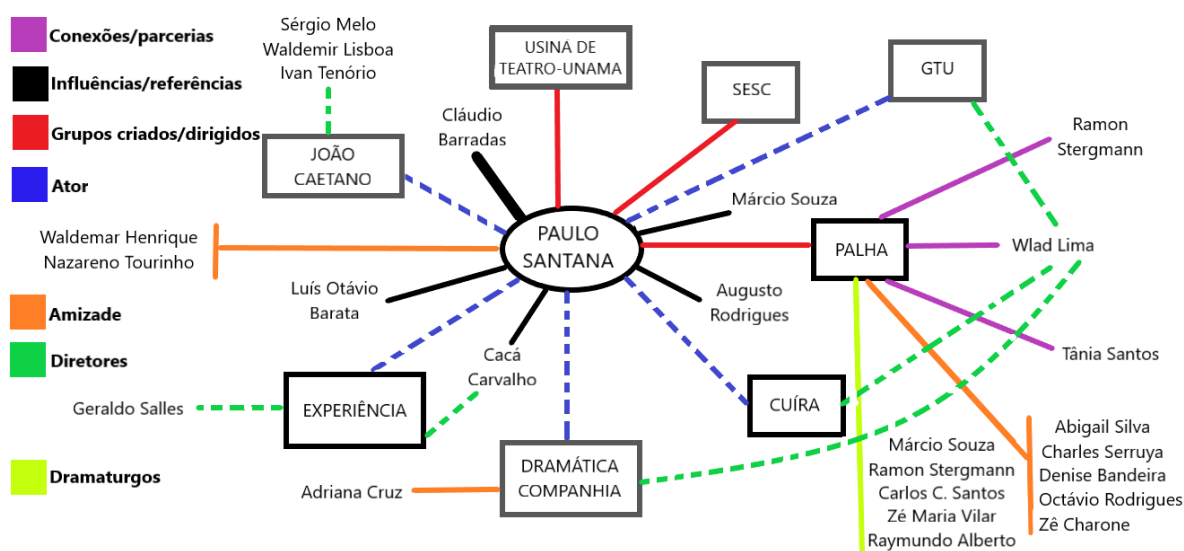 Conexões/parcerias
Influências/referências
Grupos criados/dirigidos
Ator
Amizade
Diretores
Dramaturgos
Sérgio Melo
Waldemir Lisboa
Ivan Tenório
JOÃO
CAETANO
Cláudio
Barradas
USINÁ DE
TEATRO-UNAMA
SESC
GTU
Ramon
Stergmann
Márcio Souza
Waldemar Henrique
Nazareno Tourinho
PAULO
SANTANA
PALHA
Wlad Lima
Luís Otávio
Barata
Augusto
Rodrigues
Cacá
Carvalho
Tânia Santos
Geraldo Salles
EXPERIÊNCIA
CUÍRA
Adriana Cruz
DRAMÁTICA
COMPANHIA
Márcio Souza
Ramon Stergmann
Carlos C. Santos
Zé Maria Vilar
Raymundo Alberto
Abigail Silva
Charles Serruya
Denise Bandeira
Octávio Rodrigues
Zê Charone